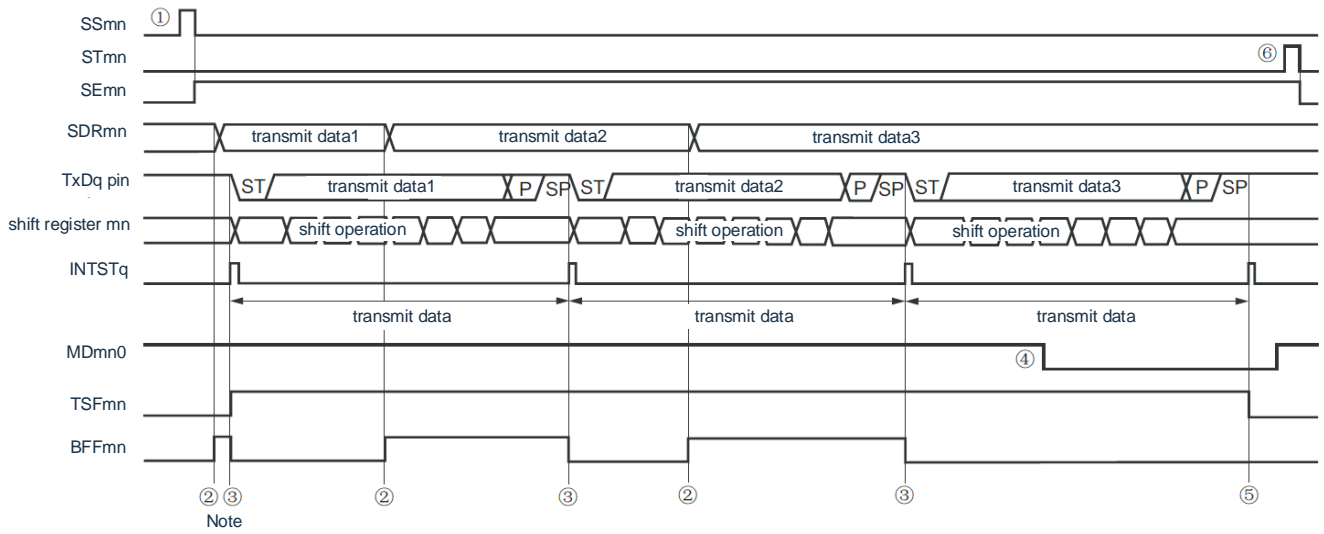 ① SSmn
STmn ⑥
SEmn
SDRmn transmit data1 transmit data2 transmit data3
TxDq pin ST transmit data1 P SP ST transmit data2 P SP ST transmit data3 P SP
shift register mn shift operation shift operation shift operation
INTSTq
transmit data transmit data transmit data
MDmn0 ④
TSFmn
BFFmn
② ③ ② ③ ② ③ ⑤
Note